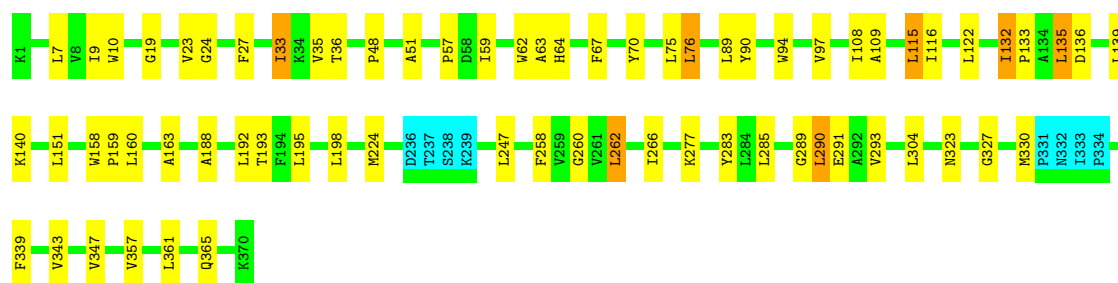 K1 L7 V8 I9 W10 G19 V23 G24 F27 I33 K34 V35 T36 P48 A51 P57 D58 I59 W62 A63 H64 F67 Y70 L75 L76 L89 Y90 W94 V97 I108 A109 L115 I116 L122 I132 P133 A134 L135 D136 L139
K140 L151 W158 P159 L160 A163 A188 L192 T193 F194 L195 L198 M224 D236 T237 S238 K239 L247 F258 V259 G260 V261 L262 I266 K277 Y283 L284 L285 G289 L290 E291 A292 V293 L304 N323 G327 M330 P331 N332 I333 P334
F339 V343 V347 V357 L361 Q365 K370